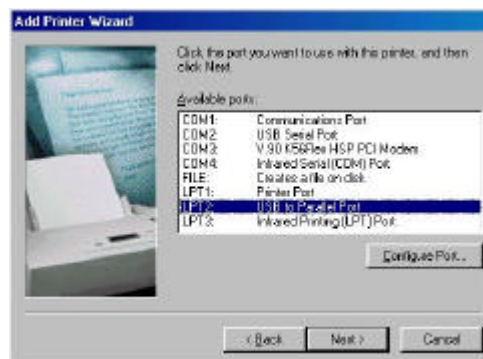 Add Printer Wizard
Click the port you want to use with this printer, and then
click Next.
Available ports:
COM1: Communications Port
COM2: USB Serial Port
COM3: V.90 K56Flex HSP PCI Modem
COM4: Infrared Serial (COM) Port
FILE: Creates a file on disk
LPT1: Printer Port
LPT2: USB to Parallel Port
LPT3: Infrared Printing (LPT) Port
Configure Port...
< Back
Next >
Cancel